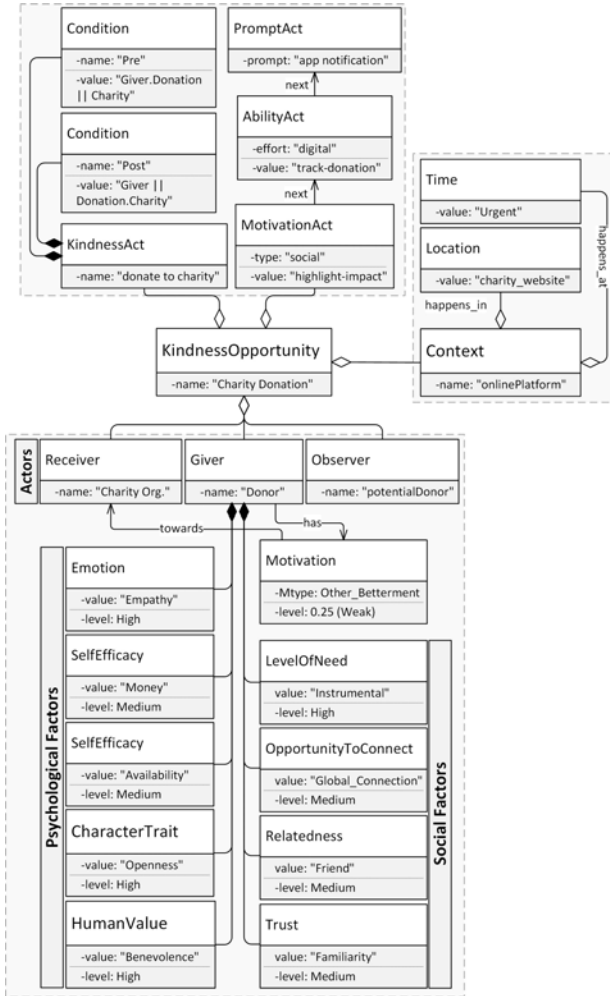 Condition
-name: "Pre"
-value: "Giver.Donation
|| Charity"
Condition
-name: "Post"
-value: "Giver ||
Donation.Charity"
KindnessAct
-name: "donate to charity"
PromptAct
-prompt: "app notification"
next
AbilityAct
-effort: "digital"
-value: "track-donation"
next
MotivationAct
-type: "social"
-value: "highlight-impact"
Time
-value: "Urgent"
happens_at
Location
-value: "charity_website"
happens_in
Context
-name: "onlinePlatform"
KindnessOpportunity
-name: "Charity Donation"
Actors
Receiver
-name: "Charity Org."
Giver
-name: "Donor"
Observer
-name: "potentialDonor"
towards
has
Psychological Factors
Emotion
-value: "Empathy"
-level: High
SelfEfficacy
-value: "Money"
-level: Medium
SelfEfficacy
-value: "Availability"
-level: Medium
CharacterTrait
-value: "Openness"
-level: High
HumanValue
-value: "Benevolence"
-level: High
Motivation
-Mtype: Other_Betterment
-level: 0.25 (Weak)
LevelOfNeed
value: "Instrumental"
-level: High
OpportunityToConnect
value: "Global_Connection"
-level: Medium
Relatedness
value: "Friend"
-level: Medium
Trust
value: "Familiarity"
-level: Medium
Social Factors